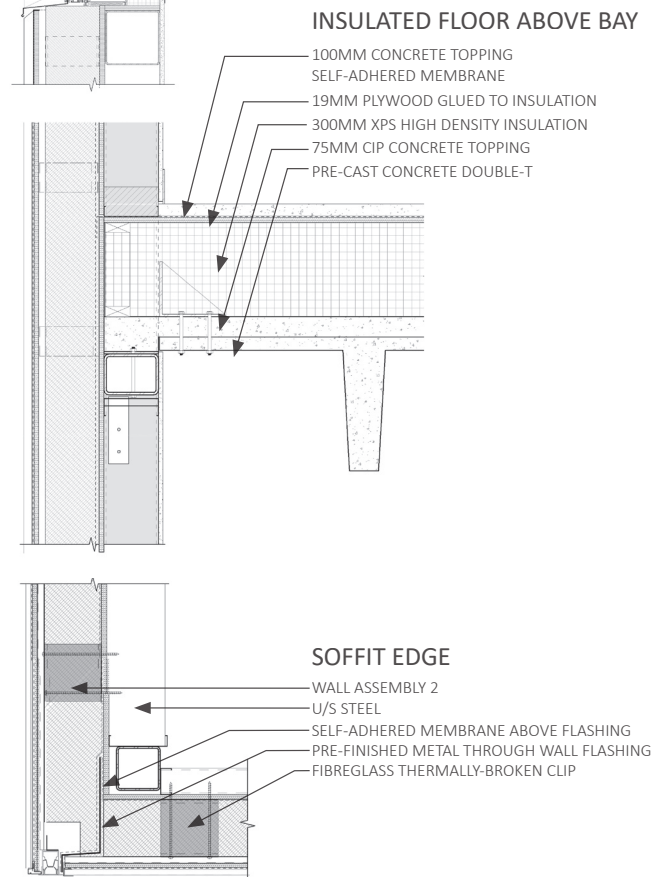 INSULATED FLOOR ABOVE BAY
100MM CONCRETE TOPPING
SELF-ADHERED MEMBRANE
19MM PLYWOOD GLUED TO INSULATION
300MM XPS HIGH DENSITY INSULATION
75MM CIP CONCRETE TOPPING
PRE-CAST CONCRETE DOUBLE-T
SOFFIT EDGE
WALL ASSEMBLY 2
U/S STEEL
SELF-ADHERED MEMBRANE ABOVE FLASHING
PRE-FINISHED METAL THROUGH WALL FLASHING
FIBREGLASS THERMALLY-BROKEN CLIP